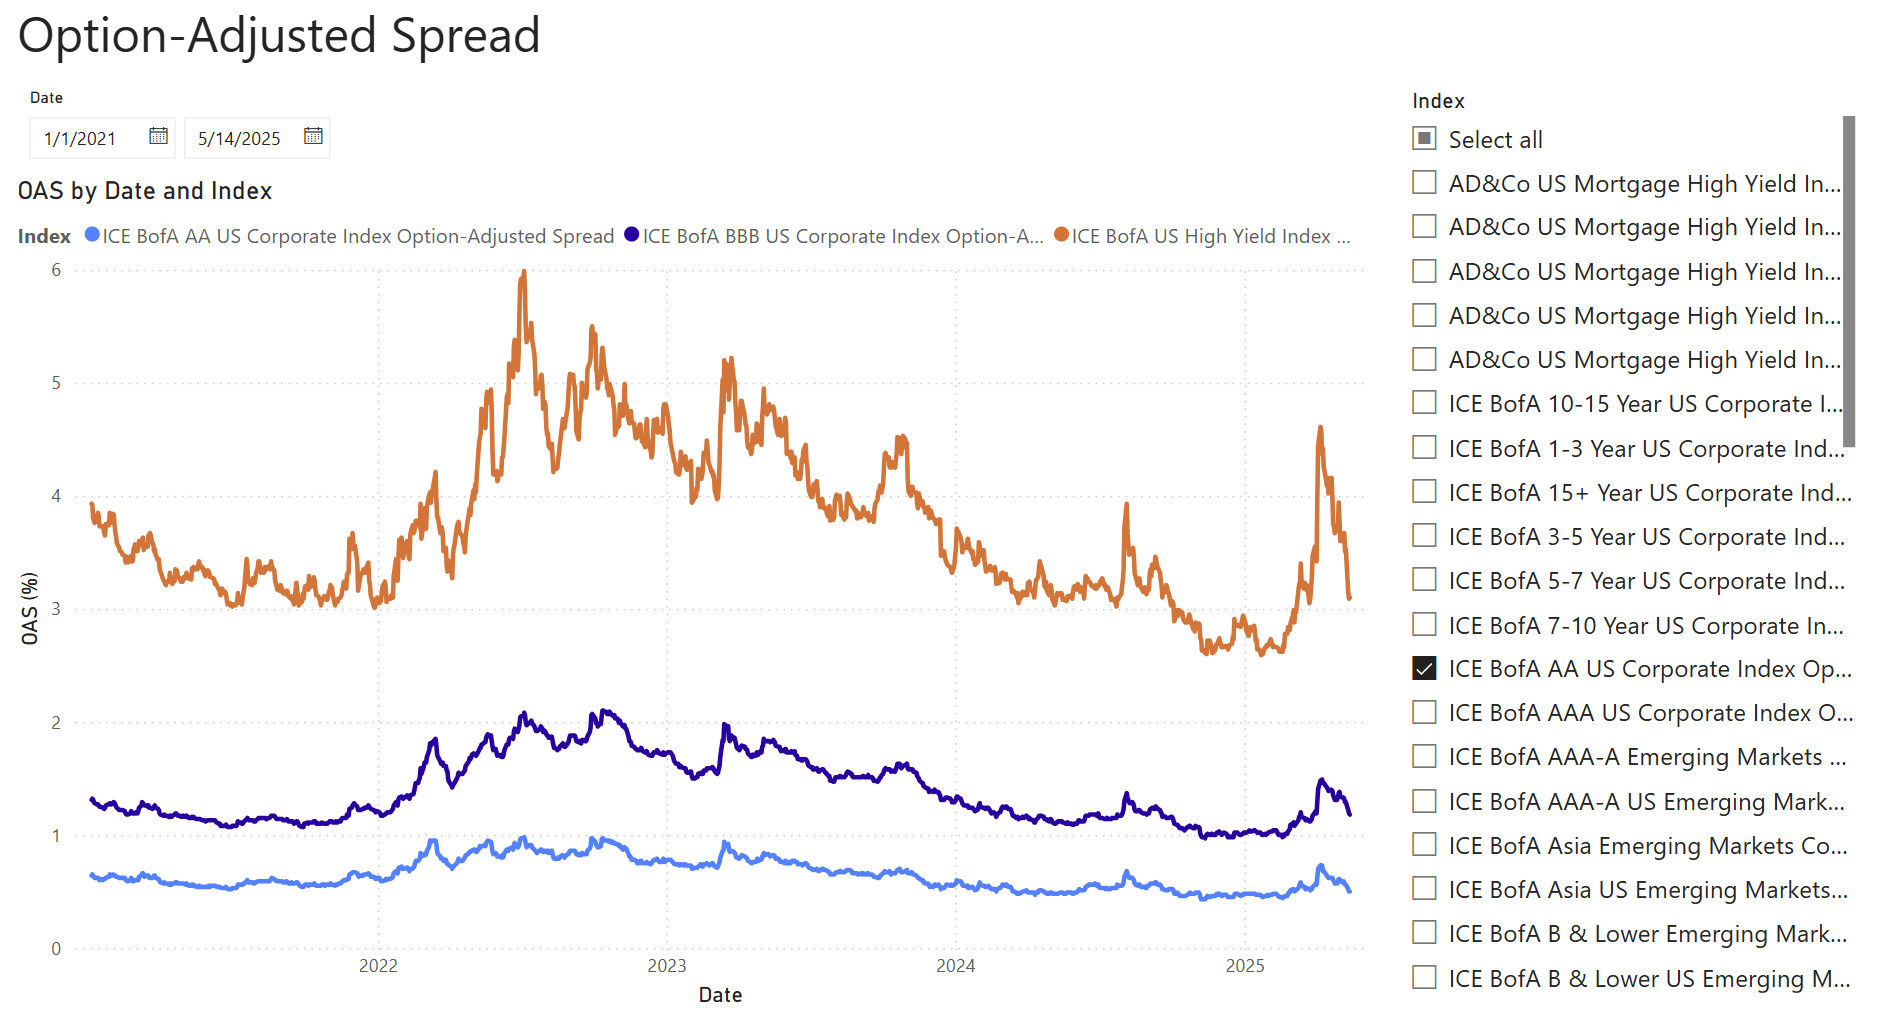 Option-Adjusted Spread
Date
1/1/2021 5/14/2025
OAS by Date and Index
Index ICE BofA AA US Corporate Index Option-Adjusted Spread ICE BofA BBB US Corporate Index Option-A... ICE BofA US High Yield Index ...
6
5
4
3
2
1
0
OAS (%)
2022 2023 2024 2025
Date
Index
Select all
AD&Co US Mortgage High Yield In...
AD&Co US Mortgage High Yield In...
AD&Co US Mortgage High Yield In...
AD&Co US Mortgage High Yield In...
AD&Co US Mortgage High Yield In...
ICE BofA 10-15 Year US Corporate I...
ICE BofA 1-3 Year US Corporate Ind...
ICE BofA 15+ Year US Corporate Ind...
ICE BofA 3-5 Year US Corporate Ind...
ICE BofA 5-7 Year US Corporate Ind...
ICE BofA 7-10 Year US Corporate In...
ICE BofA AA US Corporate Index Op...
ICE BofA AAA US Corporate Index O...
ICE BofA AAA-A Emerging Markets ...
ICE BofA AAA-A US Emerging Mark...
ICE BofA Asia Emerging Markets Co...
ICE BofA Asia US Emerging Markets...
ICE BofA B & Lower Emerging Mark...
ICE BofA B & Lower US Emerging M...